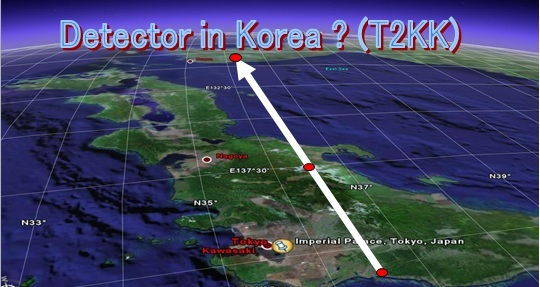 Detector in Korea ? (T2KK)
East Sea
E132°30'
Nagoya
E137°30'
N37°
N39°
N35°
N33°
Tokyo
Imperial Palace, Tokyo, Japan
Kawasaki